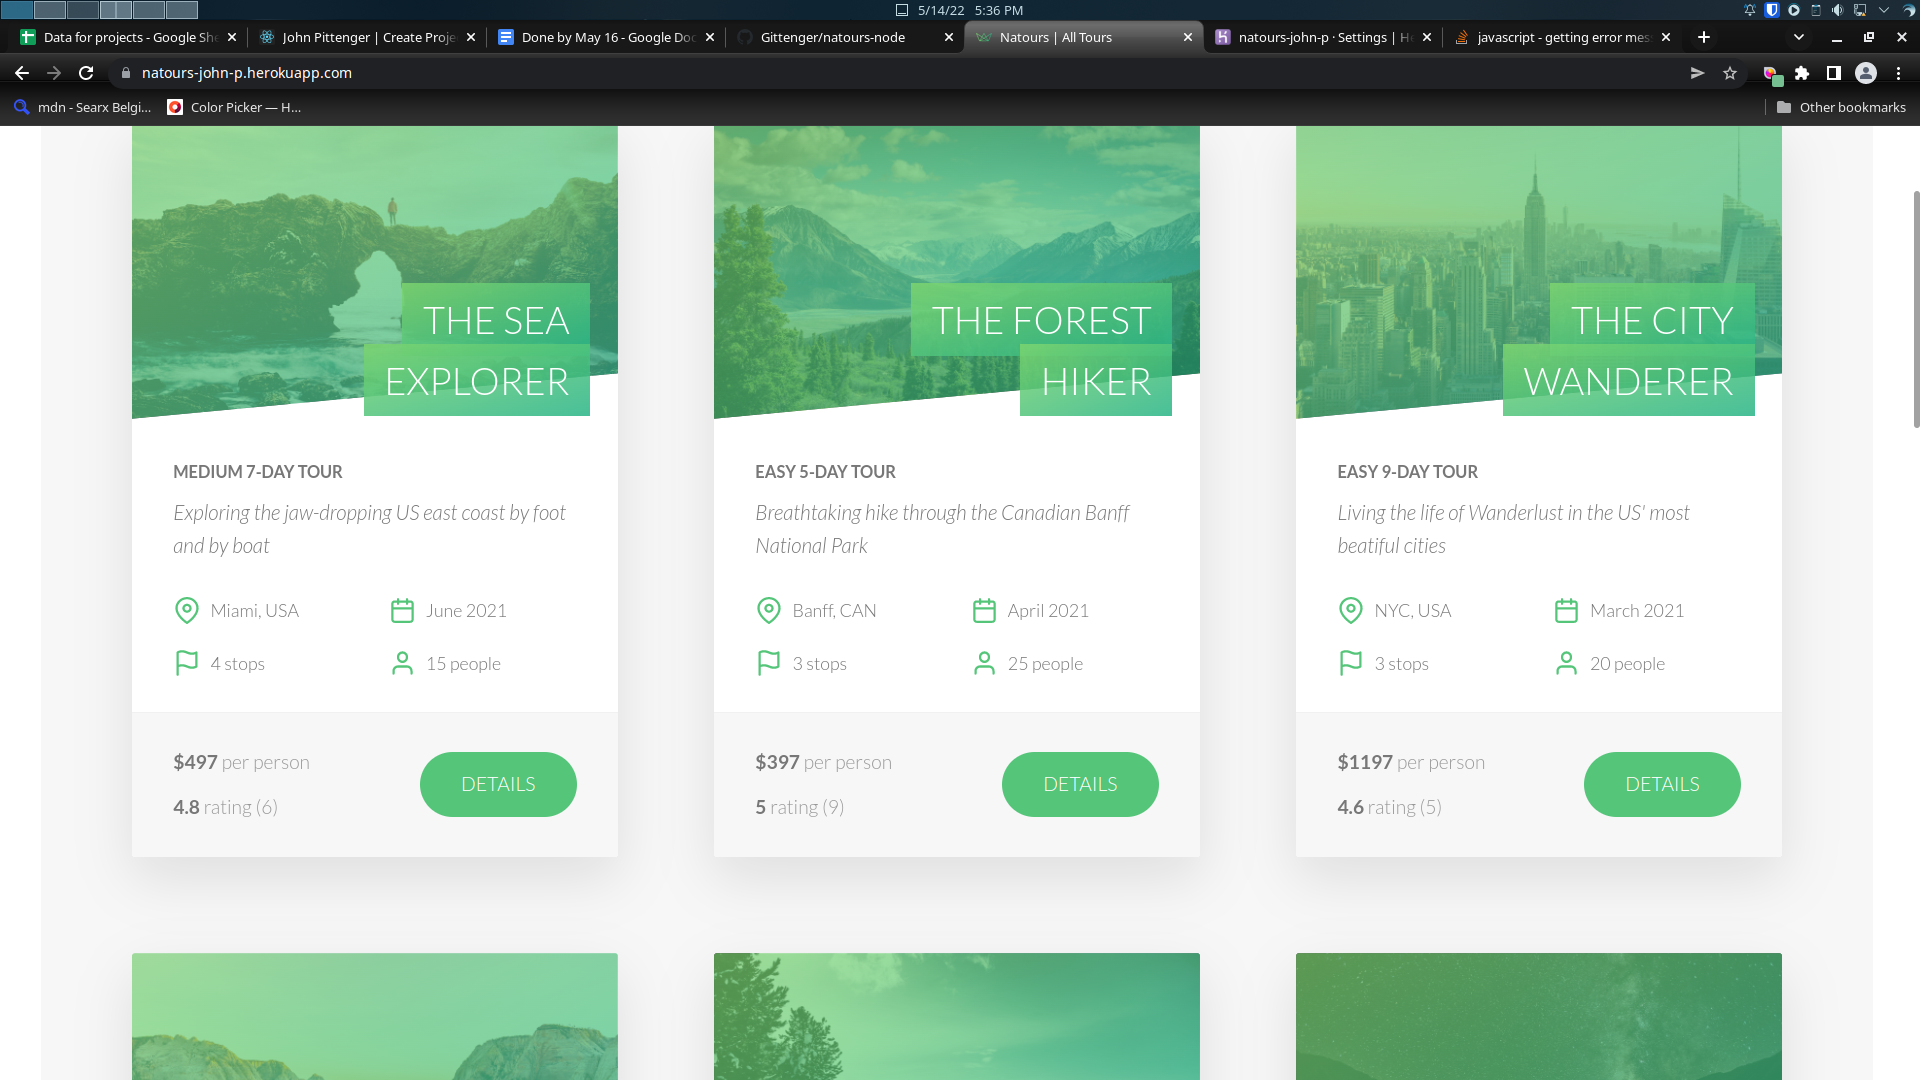 5/14/22 5:36 PM
Data for projects - Google She
John Pittenger | Create Proje
Done by May 16 - Google Doc
Gittenger/natours-node
Natours | All Tours
natours-john-p · Settings | H
javascript - getting error mes
natours-john-p.herokuapp.com
mdn - Searx Belgi...
Color Picker — H...
Other bookmarks
THE SEA
EXPLORER
MEDIUM 7-DAY TOUR
Exploring the jaw-dropping US east coast by foot
and by boat
Miami, USA
June 2021
4 stops
15 people
$497 per person
4.8 rating (6)
DETAILS
THE FOREST
HIKER
EASY 5-DAY TOUR
Breathtaking hike through the Canadian Banff
National Park
Banff, CAN
April 2021
3 stops
25 people
$397 per person
5 rating (9)
DETAILS
THE CITY
WANDERER
EASY 9-DAY TOUR
Living the life of Wanderlust in the US' most
beatiful cities
NYC, USA
March 2021
3 stops
20 people
$1197 per person
4.6 rating (5)
DETAILS